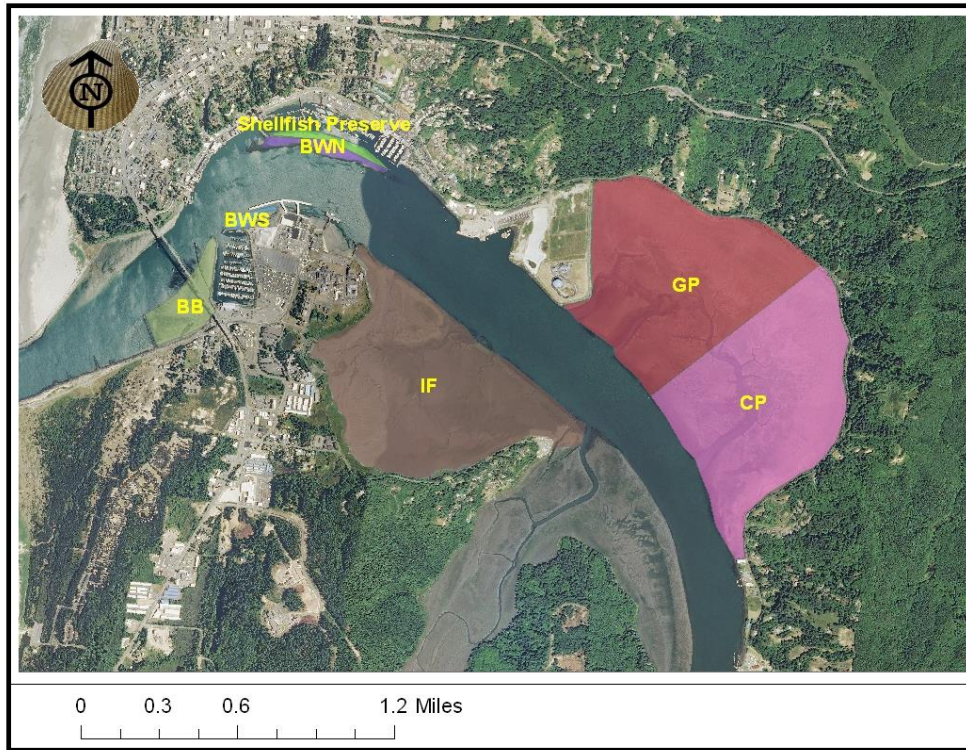 N
Shellfish Preserve
BWN
BWS
BB
GP
IF
CP
0 0.3 0.6 1.2 Miles